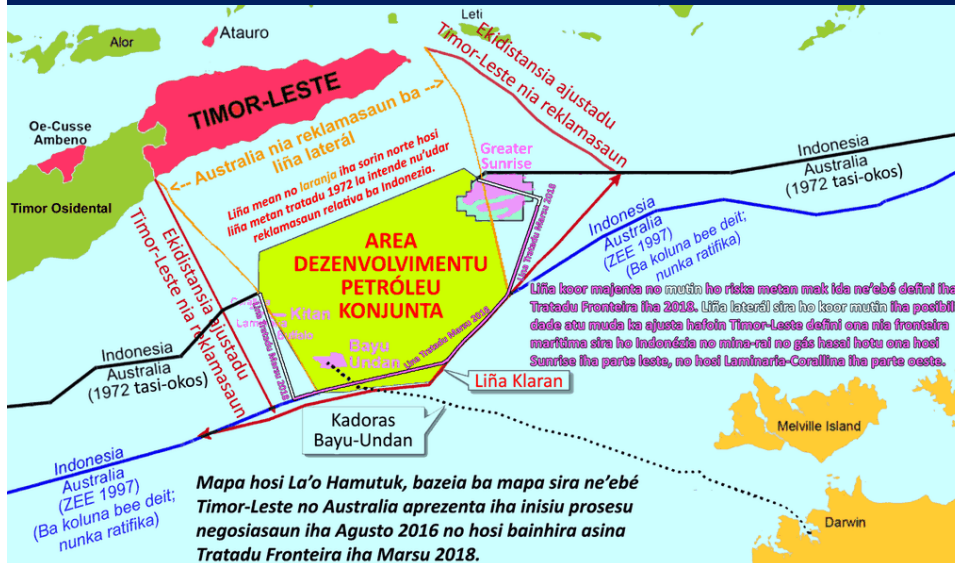 Alor
Atauro
Leti
TIMOR-LESTE
Oe-Cusse
Ambeno
Timor Osidental
<-- Australia nia reklamasaun ba -->
liña laterál
Ekidistansia ajustadu
Timor-Leste nia reklamasaun
Liña mean no laranja iha sorin norte hosi
liña metan tratadu 1972 la intende nu'udar
reklamasaun relativa ba Indonezia.
Greater
Sunrise
Indonesia
Australia
(1972 tasi-okos)
Indonesia
Australia
(ZEE 1997)
(Ba koluna bee deit;
nunka ratifika)
Ekidistansia ajustadu
Timor-Leste nia reklamasaun
AREA
DEZENVOLVIMENTU
PETRÓLEU
KONJUNTA
Liña Tratadu Marsu 2018
Liña Tratadu Marsu 2018
Liña Tratadu Marsu 2018
Kitan
Buffalo
Bayu
Undan
Liña koor majenta no mutin ho riska metan mak ida ne'ebé defini iha
Tratadu Fronteira iha 2018. Liña laterál sira ho koor mutin iha posibili
dade atu muda ka ajusta hafoin Timor-Leste defini ona nia fronteira
marítima sira ho Indonézia no mina-rai no gás hasai hotu ona hosi
Sunrise iha parte leste, no hosi Laminaria-Corallina iha parte oeste.
Indonesia
Australia
(1972 tasi-okos)
Liña Klaran
Kadoras
Bayu-Undan
Melville Island
Darwin
Indonesia
Australia
(ZEE 1997)
(Ba koluna bee deit;
nunka ratifika)
Mapa hosi La'o Hamutuk, bazeia ba mapa sira ne'ebé
Timor-Leste no Australia aprezenta iha inisiu prosesu
negosiasaun iha Agusto 2016 no hosi bainhira asina
Tratadu Fronteira iha Marsu 2018.